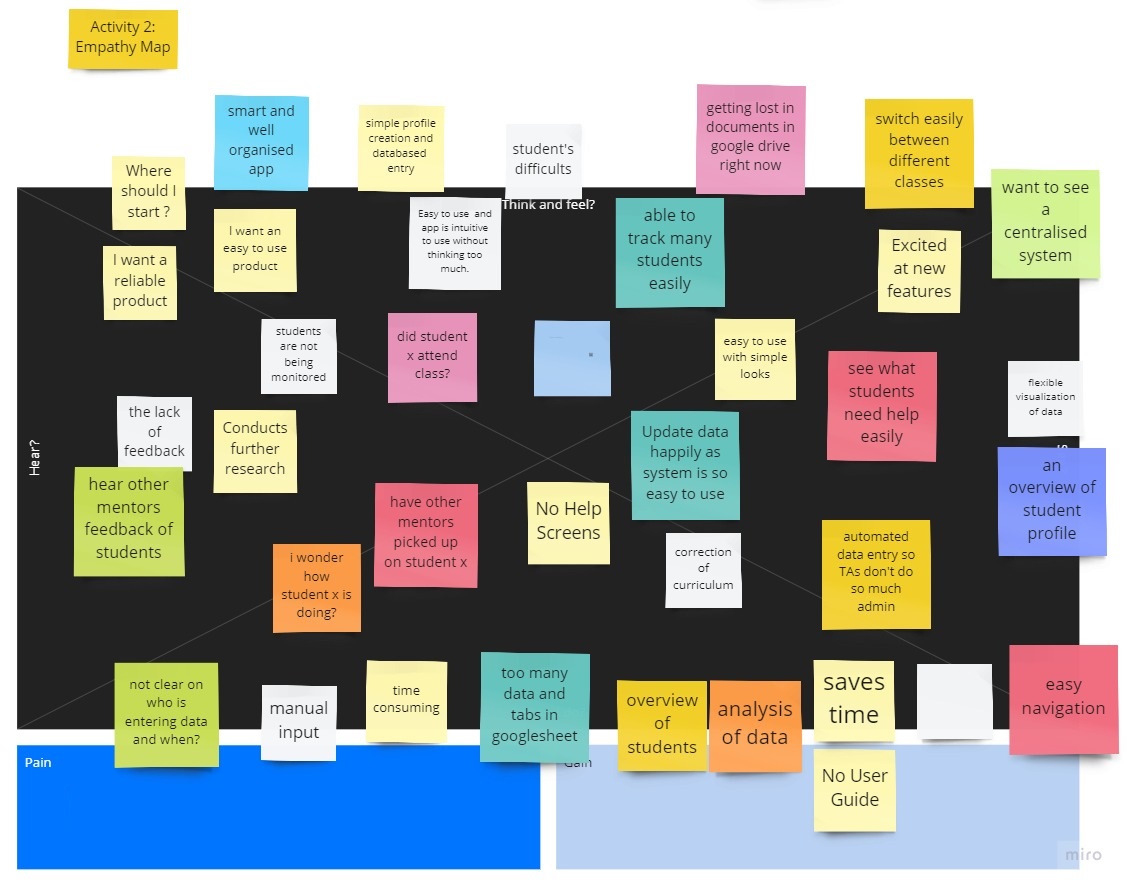 Activity 2:
Empathy Map
smart and
well
organised
app
simple profile
creation and
databased
entry
student's
difficults
getting lost in
documents in
google drive
right now
switch easily
between
different
classes
Where
should I
start ?
want to see
a
centralised
system
Think and feel?
I want an
easy to use
product
Easy to use and
app is intuitive
to use without
thinking too
much.
able to
track many
students
easily
Excited
at new
features
I want a
reliable
product
students
are not
being
monitored
did student
x attend
class?
easy to use
with simple
looks
see what
students
need help
easily
flexible
visualization
of data
the lack
of
feedback
Conducts
further
research
Update data
happily as
system is so
easy to use
Hear?
an
overview of
student
profile
hear other
mentors
feedback of
students
have other
mentors
picked up
on student x
No Help
Screens
i wonder
how
student x is
doing?
correction
of
curriculum
automated
data entry so
TAs don't do
so much
admin
not clear on
who is
entering data
and when?
manual
input
time
consuming
too many
data and
tabs in
googlesheet
overview
of
students
analysis
of data
saves
time
easy
navigation
Pain
Gain
No User
Guide
miro